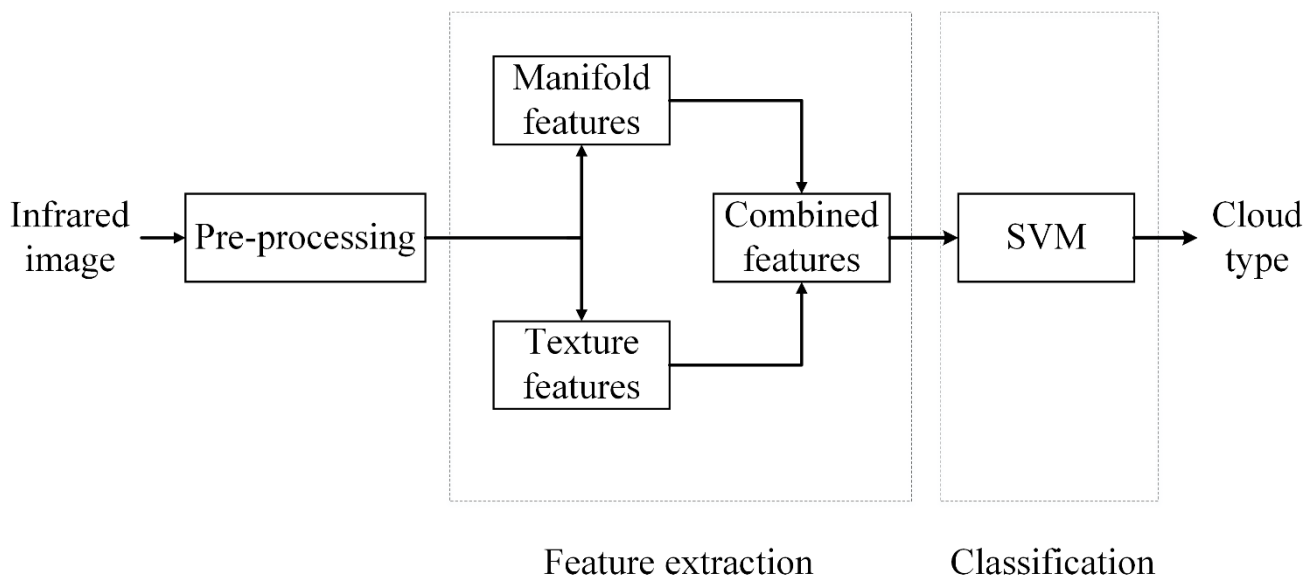 Infrared
image
Pre-processing
Manifold
features
Texture
features
Combined
features
SVM
Cloud
type
Feature extraction
Classification